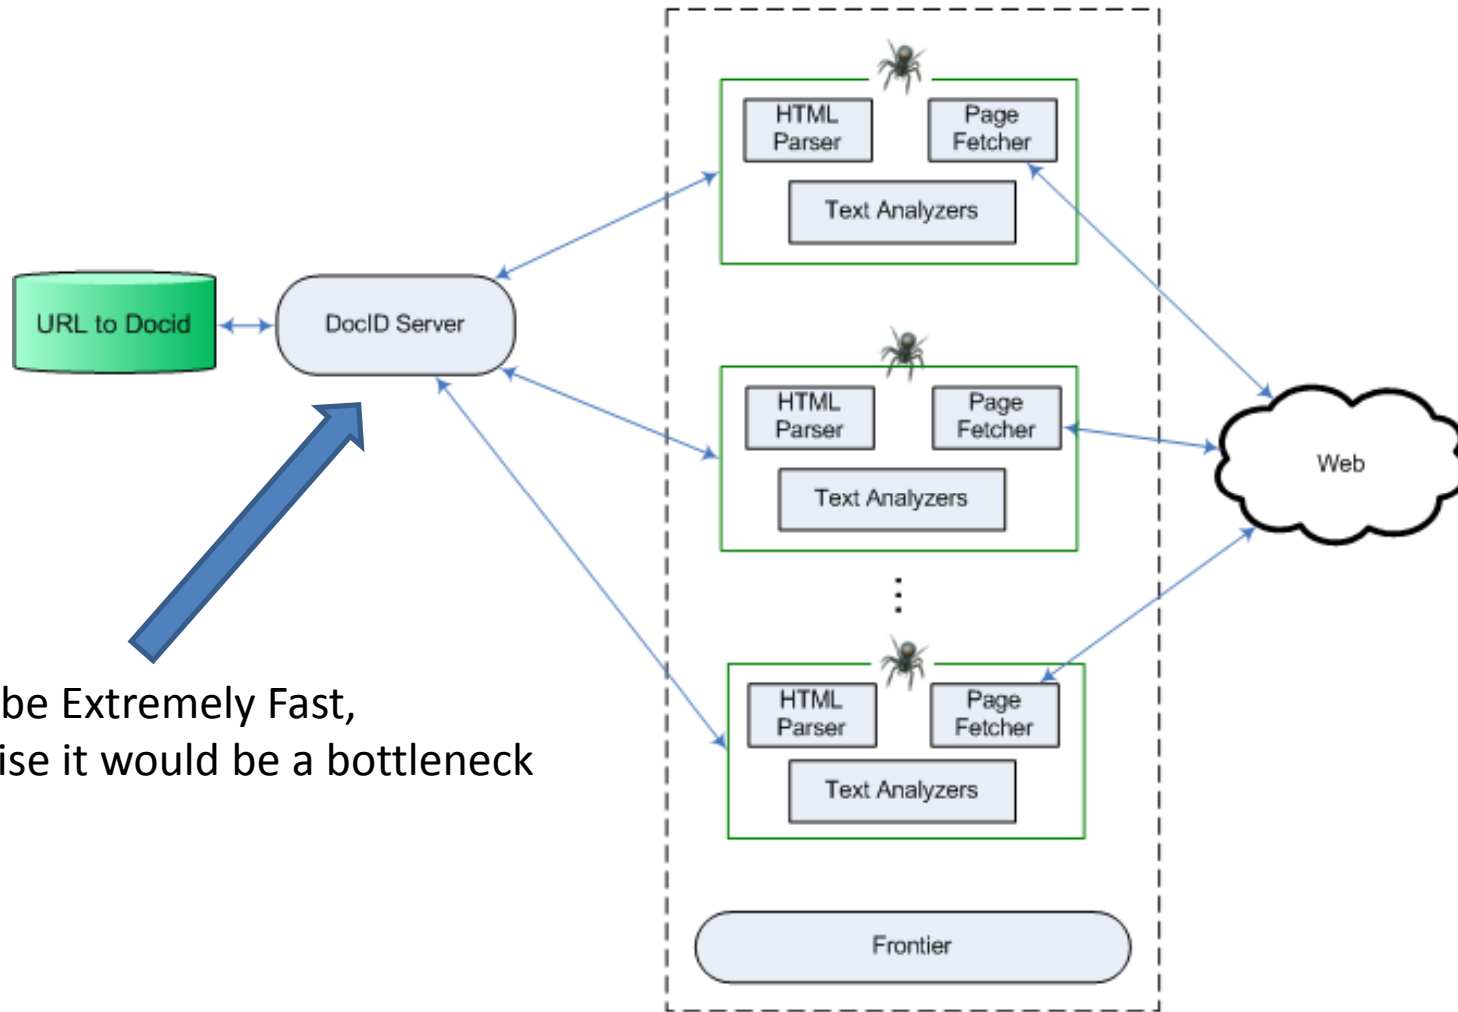 HTML
Parser
Page
Fetcher
Text Analyzers
URL to Docid
DocID Server
HTML
Parser
Page
Fetcher
Text Analyzers
Web
be Extremely Fast,
ise it would be a bottleneck
HTML
Parser
Page
Fetcher
Text Analyzers
Frontier